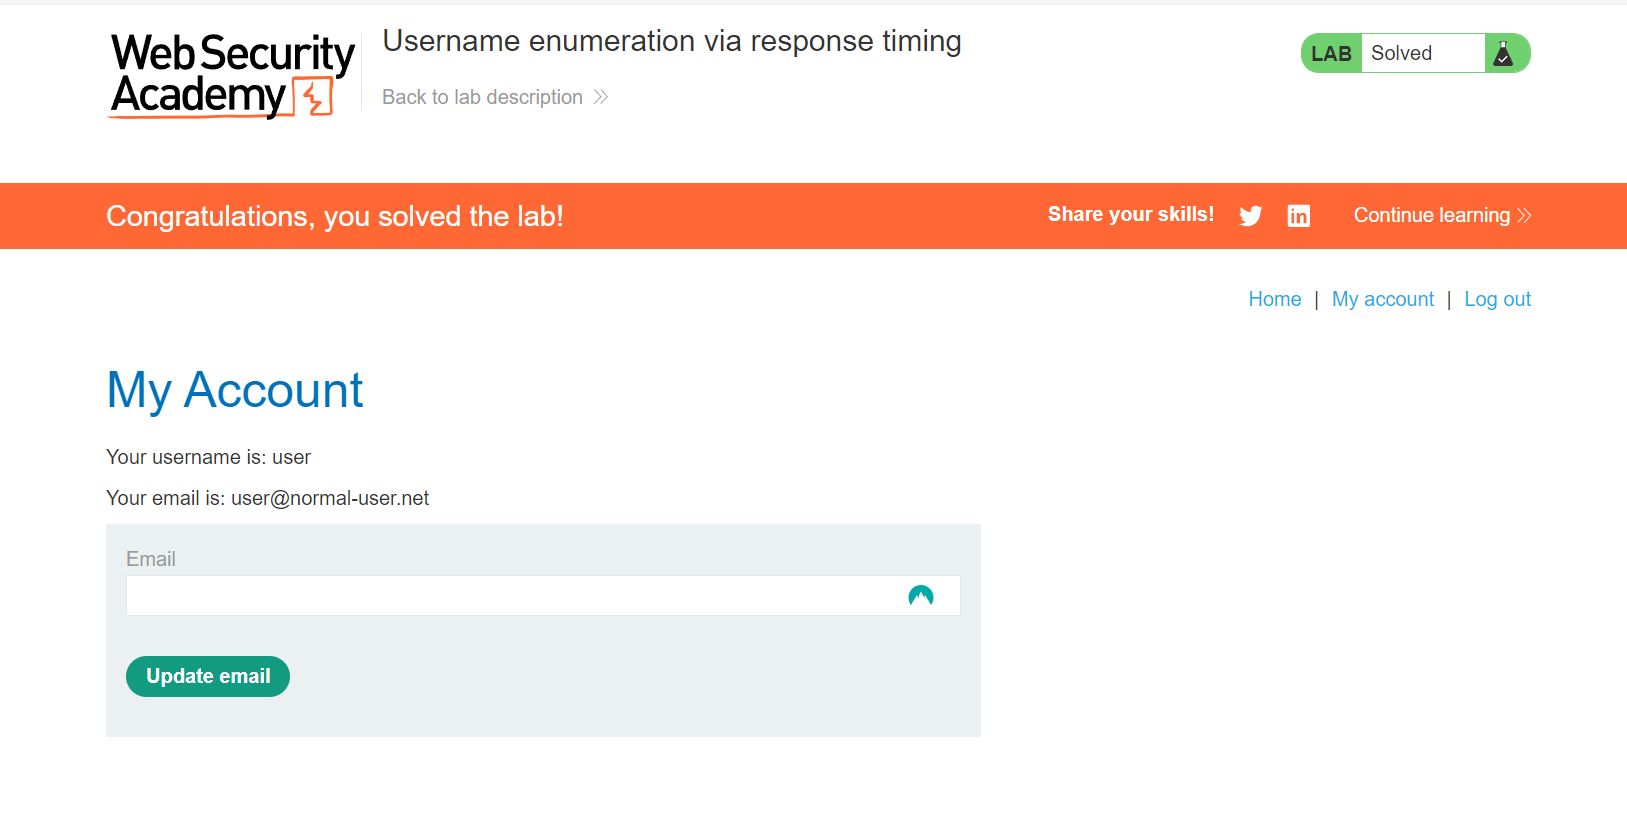 Web Security
Academy
Username enumeration via response timing
Back to lab description
LAB Solved
Congratulations, you solved the lab!
Share your skills!
Continue learning
Home | My account | Log out
My Account
Your username is: user
Your email is: user@normal-user.net
Email
Update email